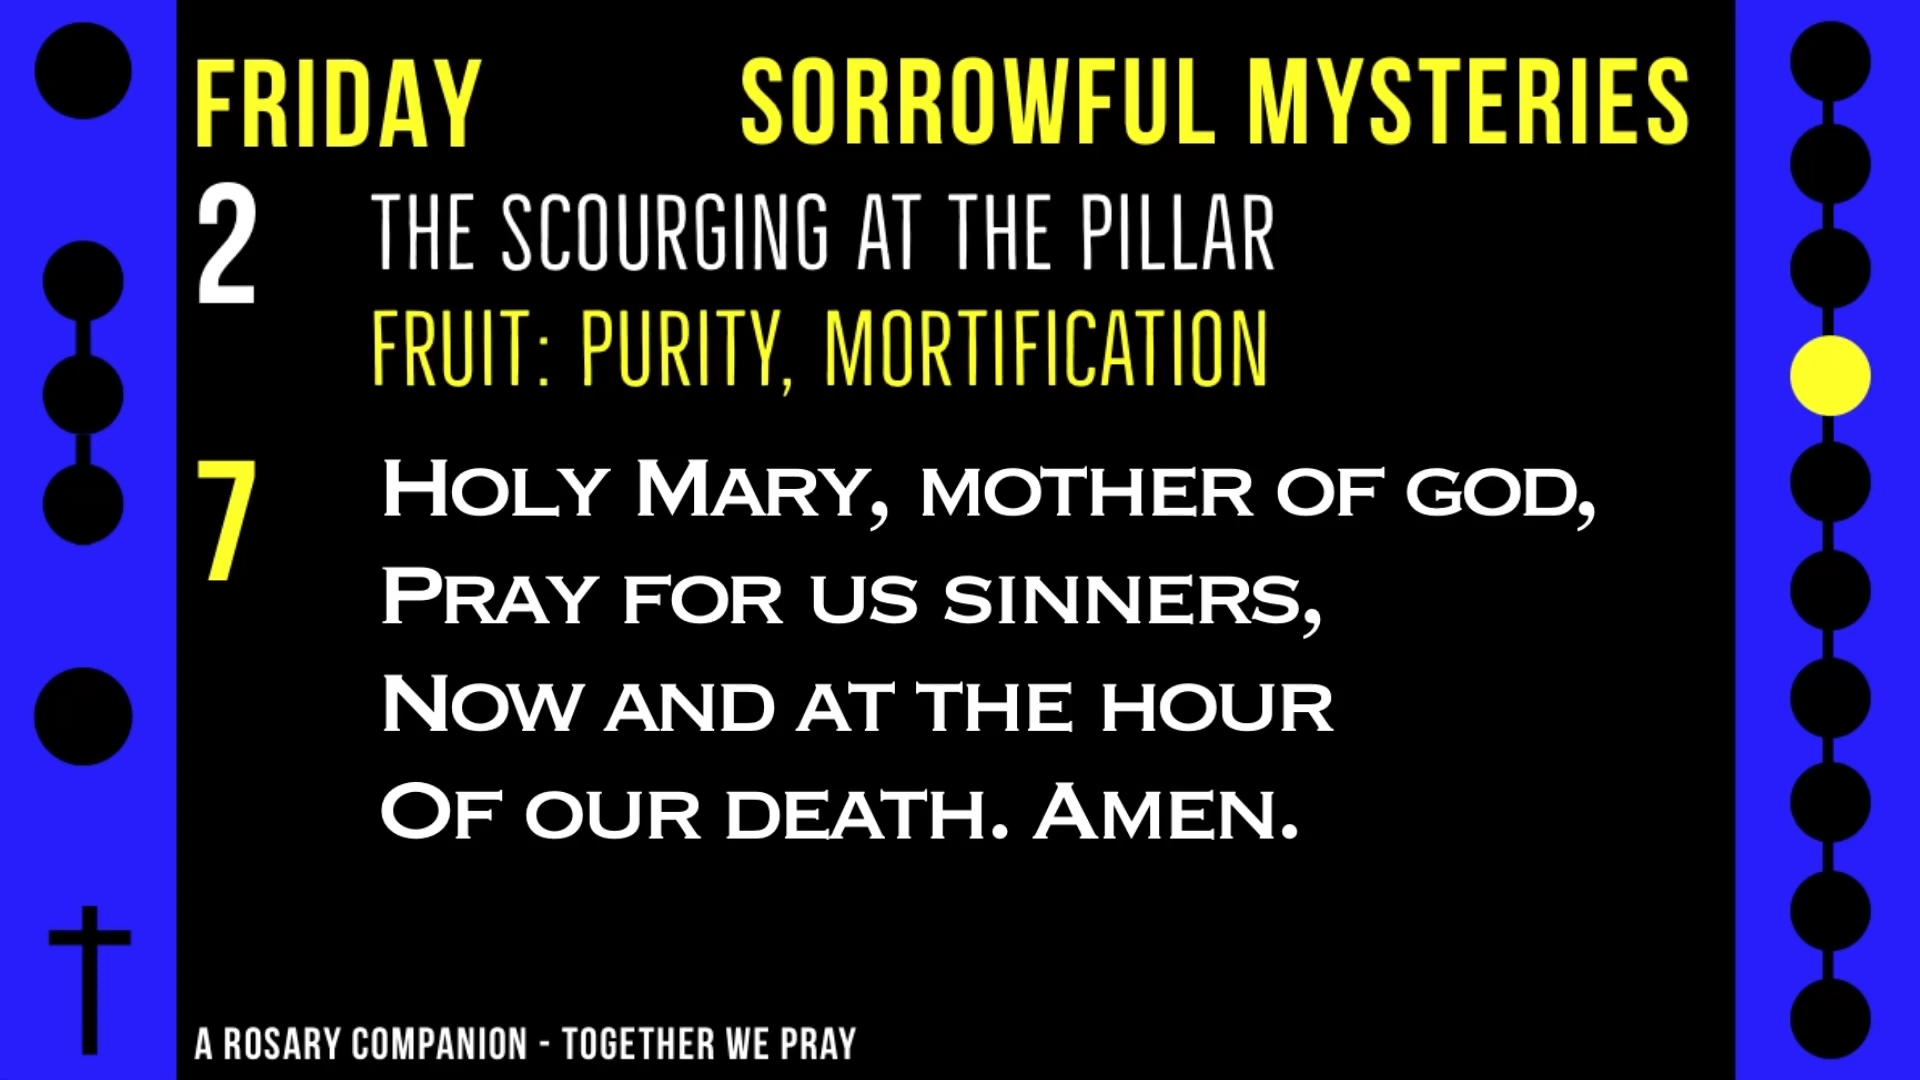 FRIDAY SORROWFUL MYSTERIES
2 THE SCOURGING AT THE PILLAR
FRUIT: PURITY, MORTIFICATION
7 HOLY MARY, MOTHER OF GOD,
PRAY FOR US SINNERS,
NOW AND AT THE HOUR
OF OUR DEATH. AMEN.
A ROSARY COMPANION - TOGETHER WE PRAY